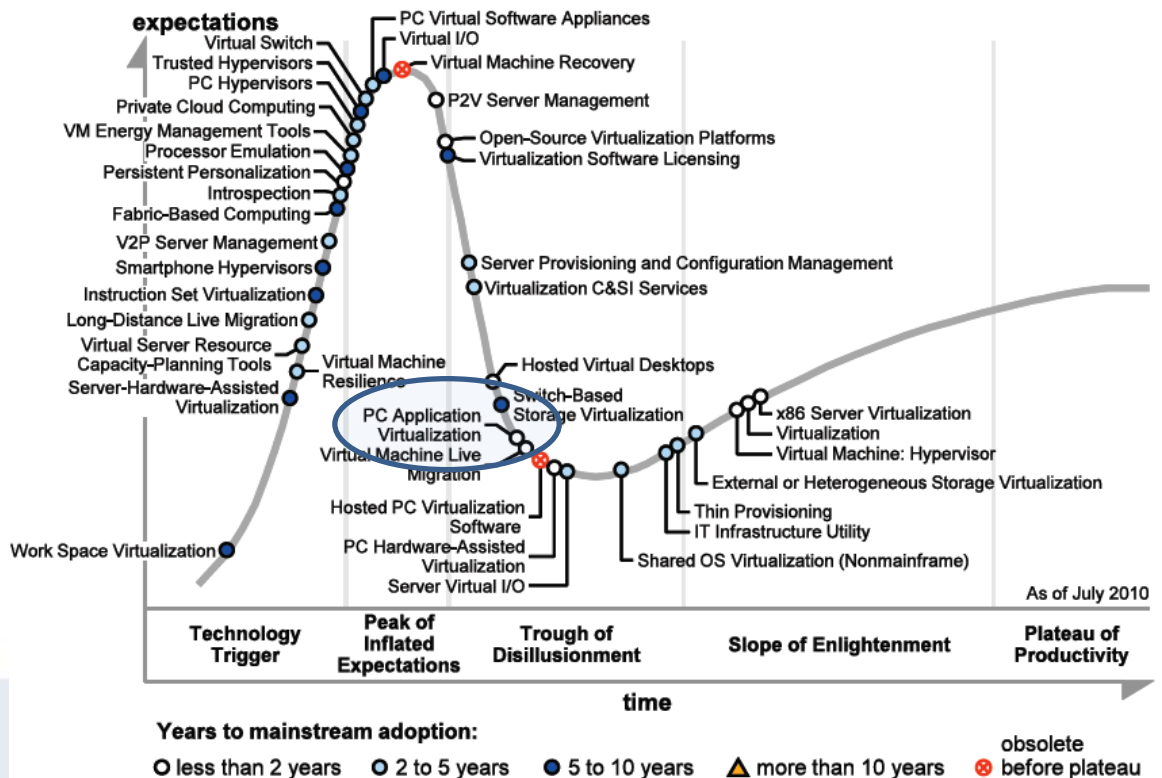 expectations
PC Virtual Software Appliances
Virtual I/O
Virtual Switch
Trusted Hypervisors
Virtual Machine Recovery
PC Hypervisors
Private Cloud Computing
P2V Server Management
VM Energy Management Tools
Open-Source Virtualization Platforms
Processor Emulation
Virtualization Software Licensing
Persistent Personalization
Introspection
Fabric-Based Computing
V2P Server Management
Smartphone Hypervisors
Server Provisioning and Configuration Management
Instruction Set Virtualization
Virtualization C&SI Services
Long-Distance Live Migration
Virtual Server Resource
Capacity-Planning Tools
Virtual Machine
Resilience
Hosted Virtual Desktops
Server-Hardware-Assisted
Virtualization
Switch-Based
Storage Virtualization
PC Application
Virtualization
Virtual Machine Live
Migration
x86 Server Virtualization
Virtualization
Virtual Machine: Hypervisor
External or Heterogeneous Storage Virtualization
Hosted PC Virtualization
Software
Thin Provisioning
IT Infrastructure Utility
PC Hardware-Assisted
Virtualization
Work Space Virtualization
Shared OS Virtualization (Nonmainframe)
Server Virtual I/O
As of July 2010
Technology
Trigger
Peak of
Inflated
Expectations
Trough of
Disillusionment
Slope of Enlightenment
Plateau of
Productivity
time
Years to mainstream adoption:
less than 2 years
2 to 5 years
5 to 10 years
more than 10 years
obsolete
before plateau